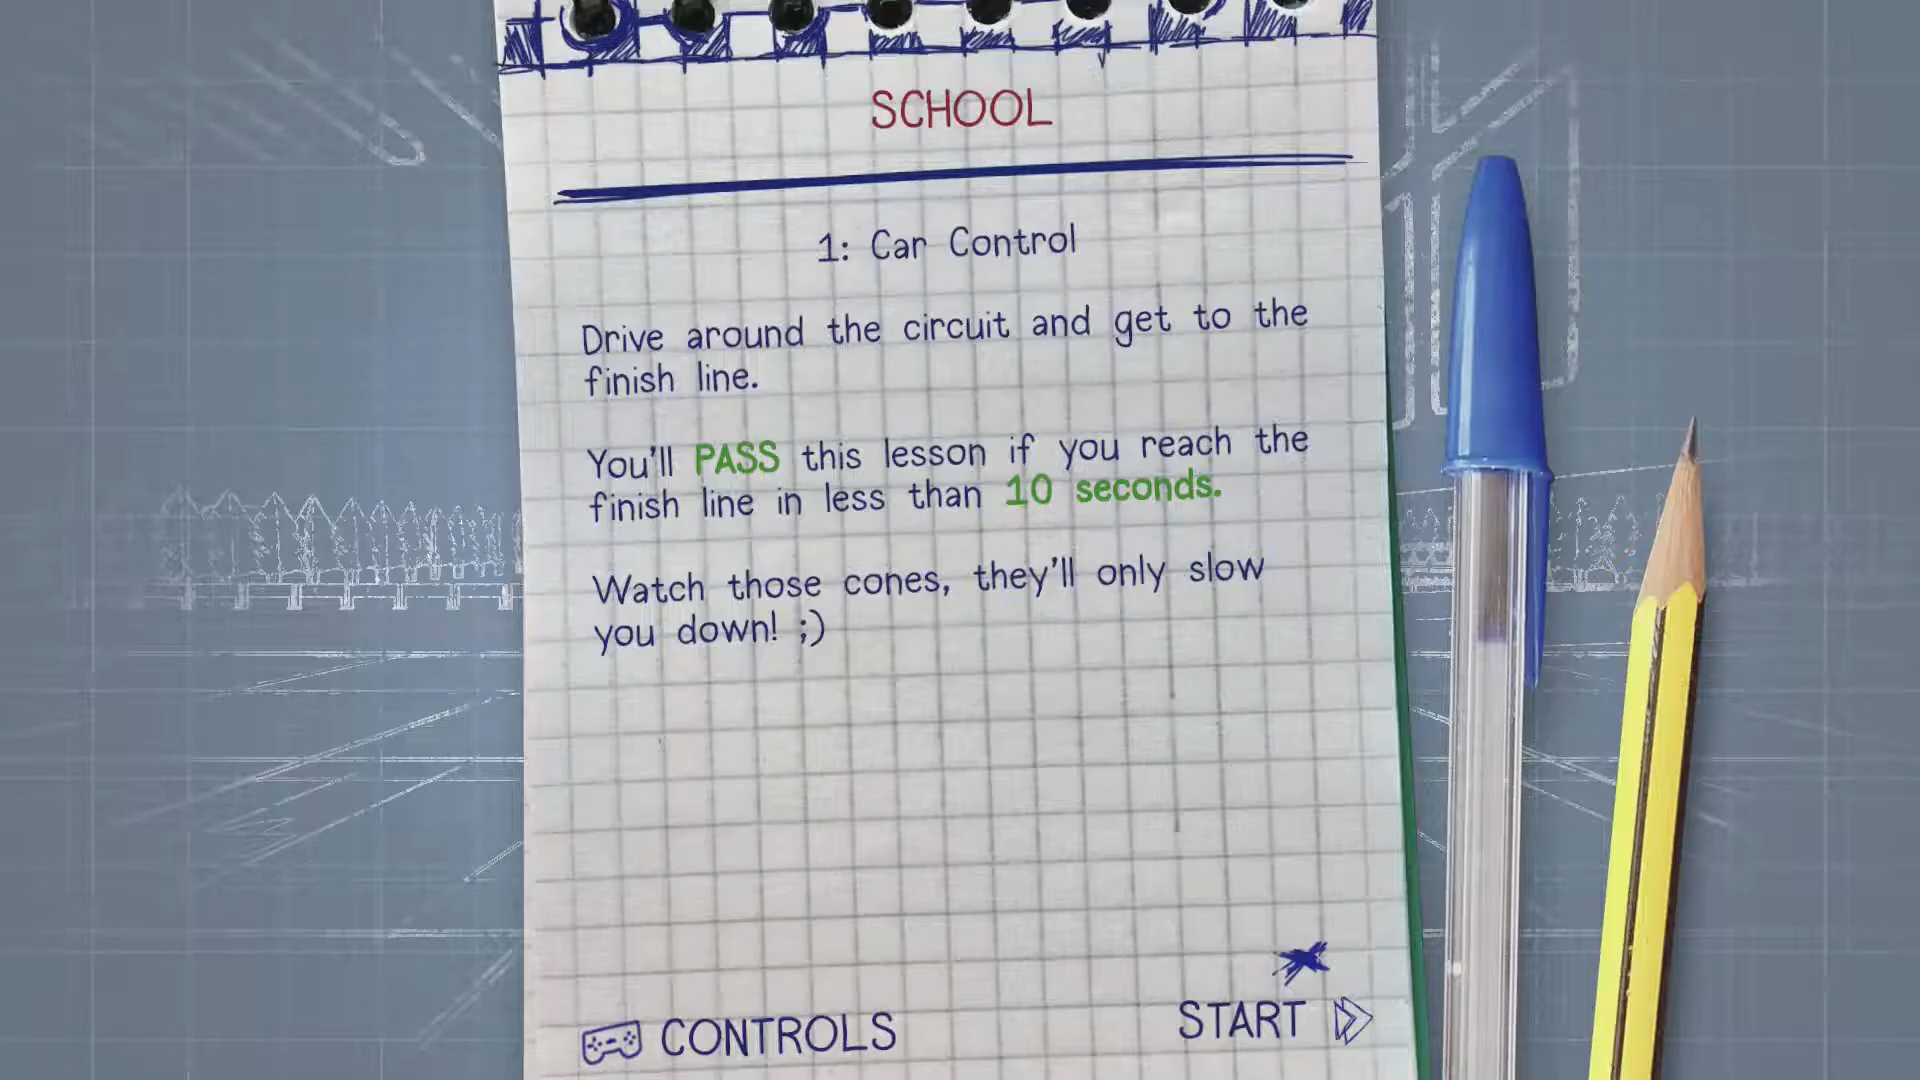 SCHOOL
1: Car Control
Drive around the circuit and get to the
finish line.
You'll PASS this lesson if you reach the
finish line in less than 10 seconds.
Watch those cones, they'll only slow
you down! ;)
CONTROLS
START